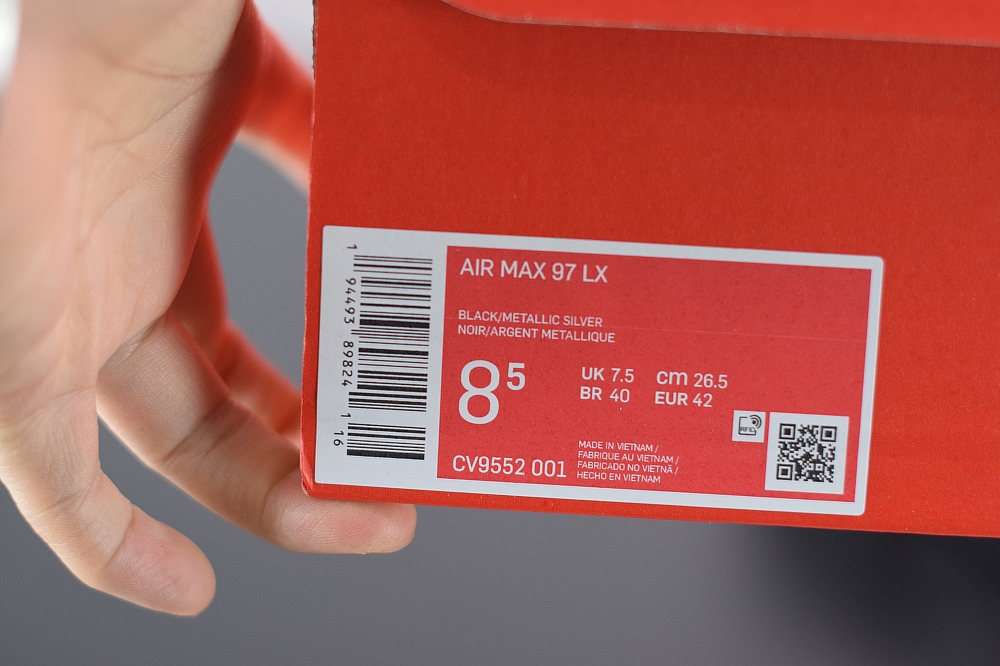 1 94493 89824 1 16
AIR MAX 97 LX
BLACK/METALLIC SILVER
NOIR/ARGENT METALLIQUE
8⁵
UK 7.5 cm 26.5
BR 40 EUR 42
RFID
MADE IN VIETNAM /
FABRIQUE AU VIETNAM /
FABRICADO NO VIETNÃ /
HECHO EN VIETNAM
CV9552 001